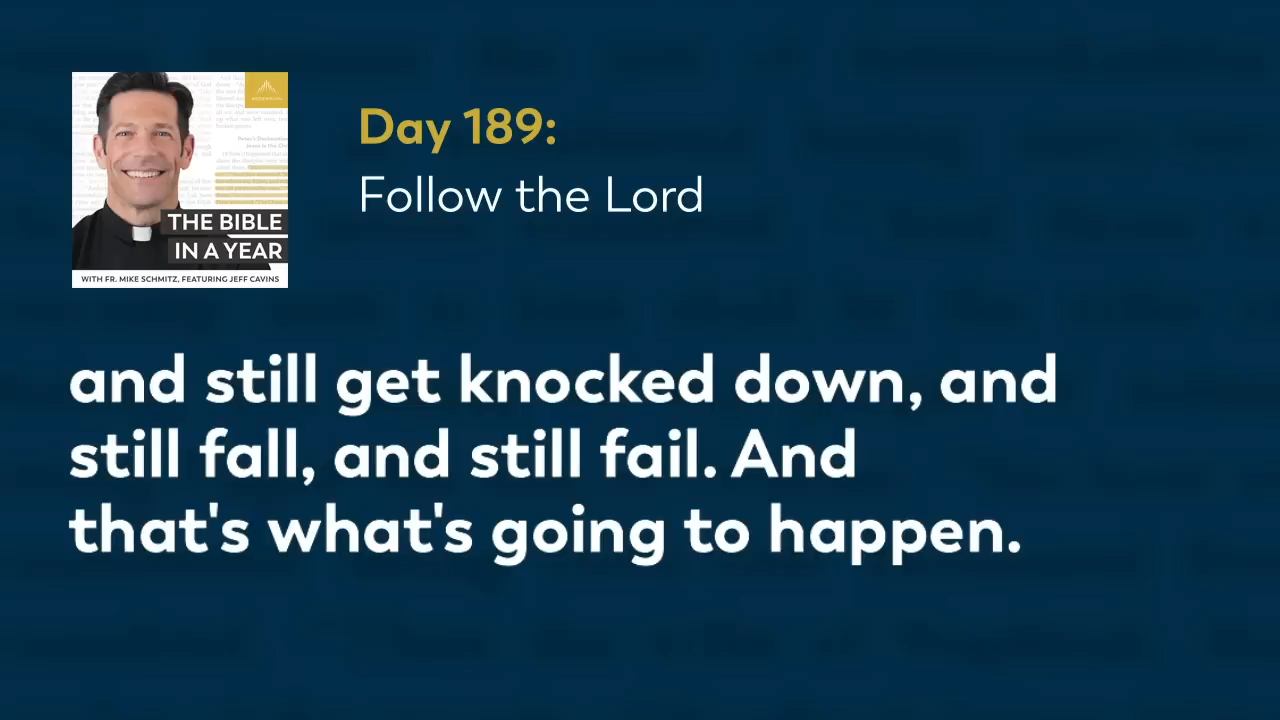 Day 189:
Follow the Lord
THE BIBLE
IN A YEAR
WITH FR. MIKE SCHMITZ, FEATURING JEFF CAVINS
and still get knocked down, and
still fall, and still fail. And
that's what's going to happen.